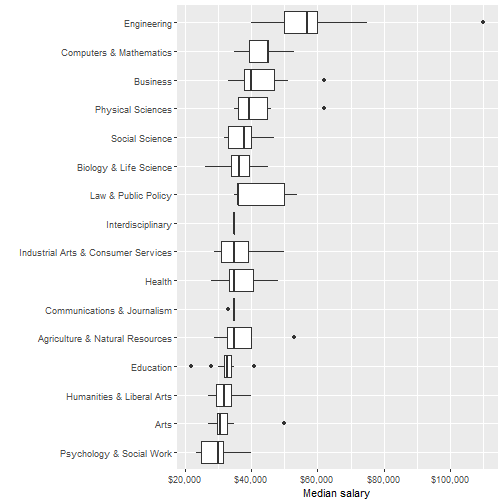 Engineering
Computers & Mathematics
Business
Physical Sciences
Social Science
Biology & Life Science
Law & Public Policy
Interdisciplinary
Industrial Arts & Consumer Services
Health
Communications & Journalism
Agriculture & Natural Resources
Education
Humanities & Liberal Arts
Arts
Psychology & Social Work
$20,000 $40,000 $60,000 $80,000 $100,000
Median salary